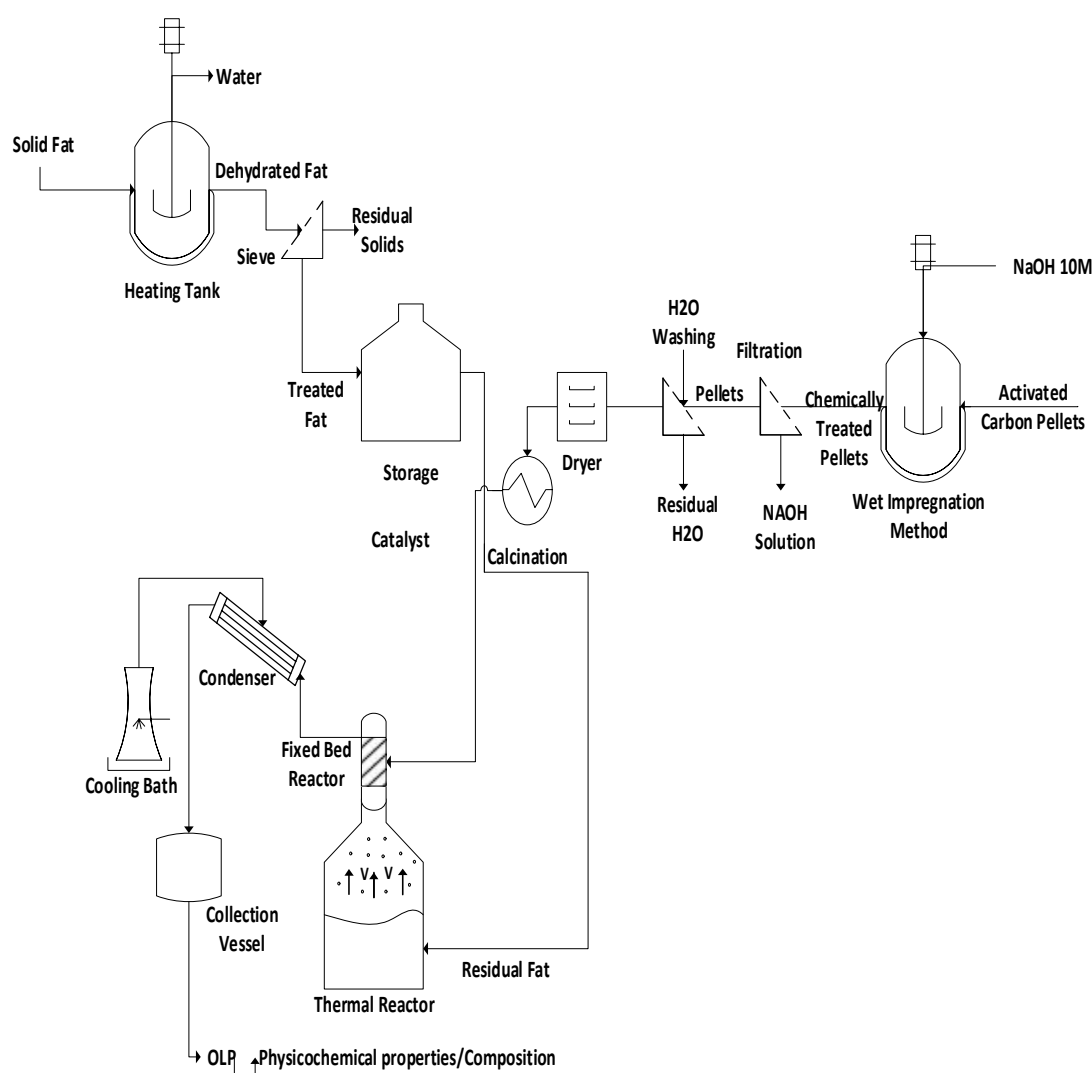 Water
Solid Fat
Dehydrated Fat
Residual
Solids
Sieve
Heating Tank
NaOH 10M
H2O
Washing
Filtration
Treated
Fat
Pellets
Chemically
Treated
Pellets
Activated
Carbon Pellets
Storage
Dryer
Residual
H2O
NAOH
Solution
Wet Impregnation
Method
Catalyst
Calcination
Condenser
Fixed Bed
Reactor
Cooling Bath
V V
Collection
Vessel
Residual Fat
Thermal Reactor
OLP
Physicochemical properties/Composition